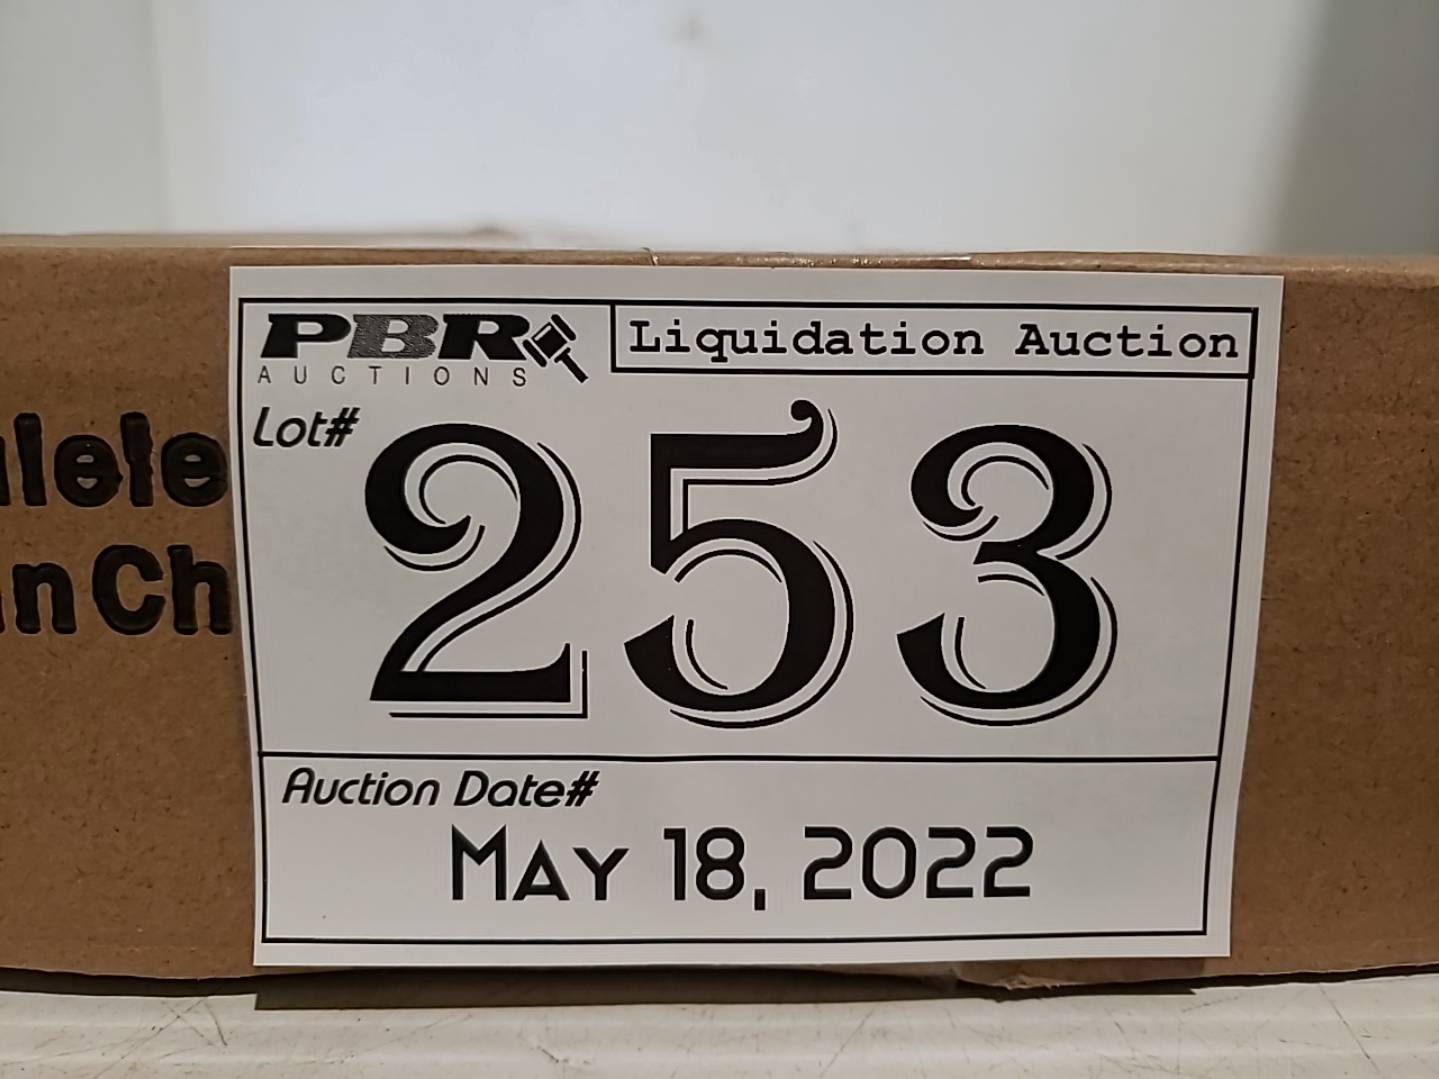 PBR
AUCTIONS
Liquidation Auction
Lot#
253
Auction Date#
May 18, 2022